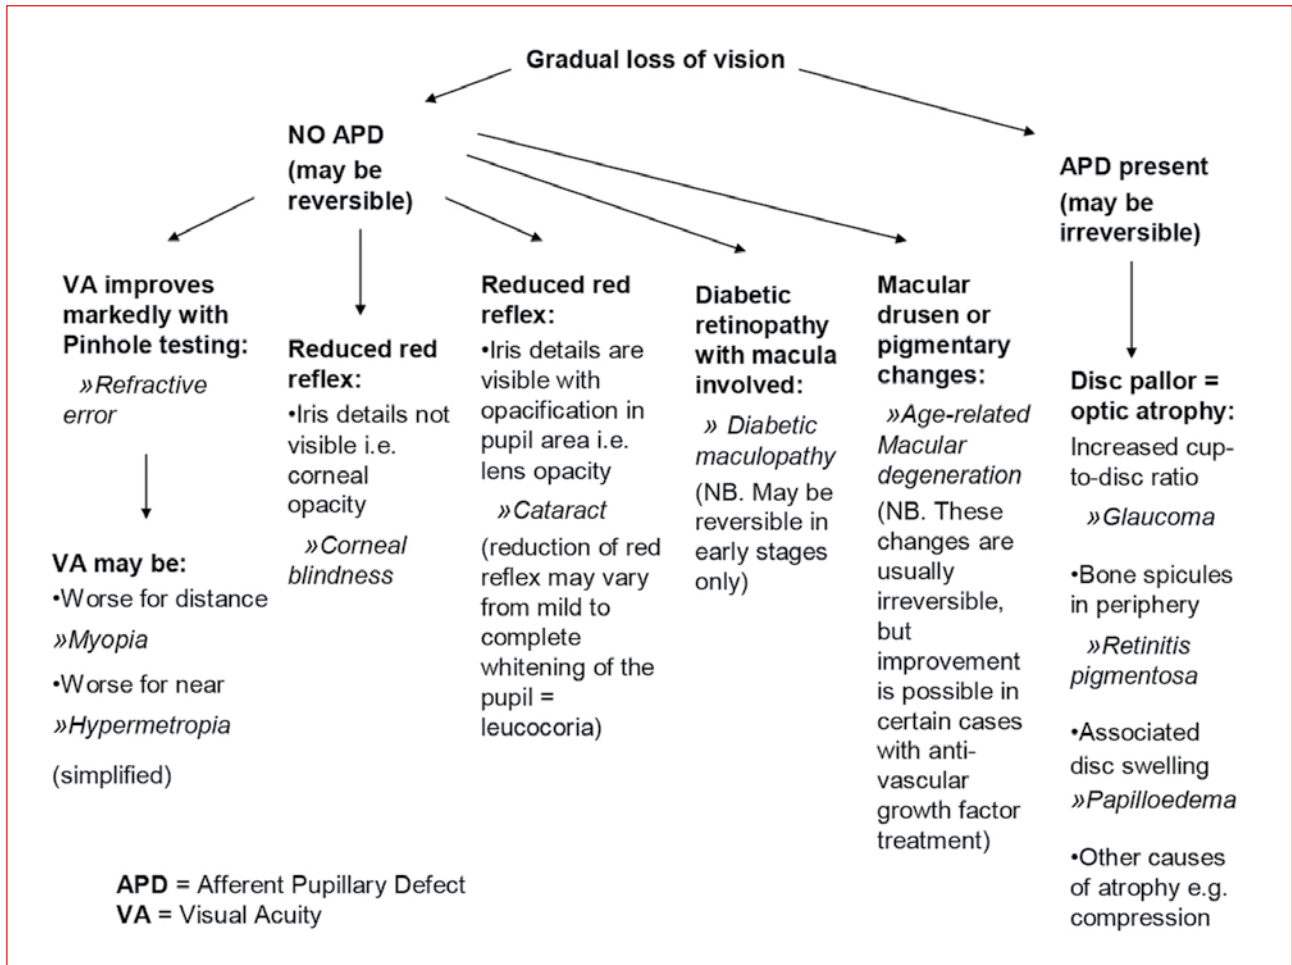 Gradual loss of vision
NO APD
(may be
reversible)
APD present
(may be
irreversible)
VA improves
markedly with
Pinhole testing:
»Refractive
error
VA may be:
•Worse for distance
»Myopia
•Worse for near
»Hypermetropia
(simplified)
Reduced red
reflex:
•Iris details not
visible i.e.
corneal
opacity
»Corneal
blindness
Reduced red
reflex:
•Iris details are
visible with
opacification in
pupil area i.e.
lens opacity
»Cataract
(reduction of red
reflex may vary
from mild to
complete
whitening of the
pupil =
leucocoria)
Diabetic
retinopathy
with macula
involved:
» Diabetic
maculopathy
(NB. May be
reversible in
early stages
only)
Macular
drusen or
pigmentary
changes:
»Age-related
Macular
degeneration
(NB. These
changes are
usually
irreversible,
but
improvement
is possible in
certain cases
with anti-
vascular
growth factor
treatment)
Disc pallor =
optic atrophy:
Increased cup-
to-disc ratio
»Glaucoma
•Bone spicules
in periphery
»Retinitis
pigmentosa
•Associated
disc swelling
»Papilloedema
•Other causes
of atrophy e.g.
compression
APD = Afferent Pupillary Defect
VA = Visual Acuity